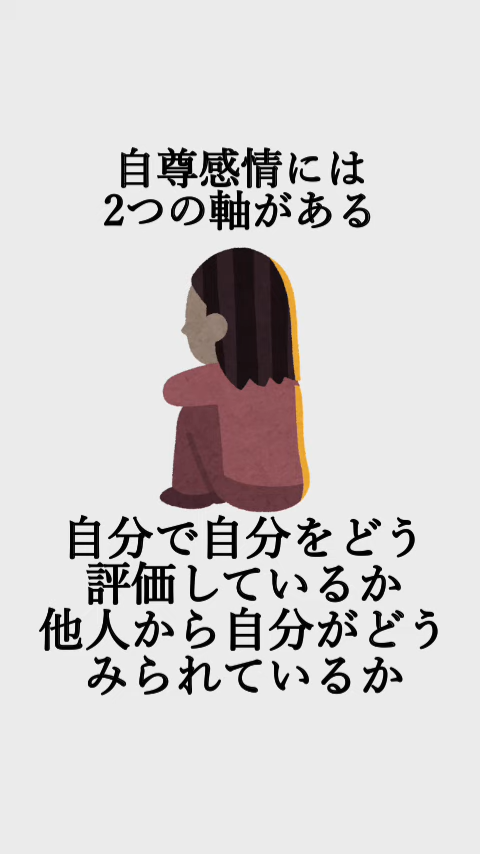 自尊感情には
2つの軸がある
自分で自分をどう
評価しているか
他人から自分がどう
みられているか